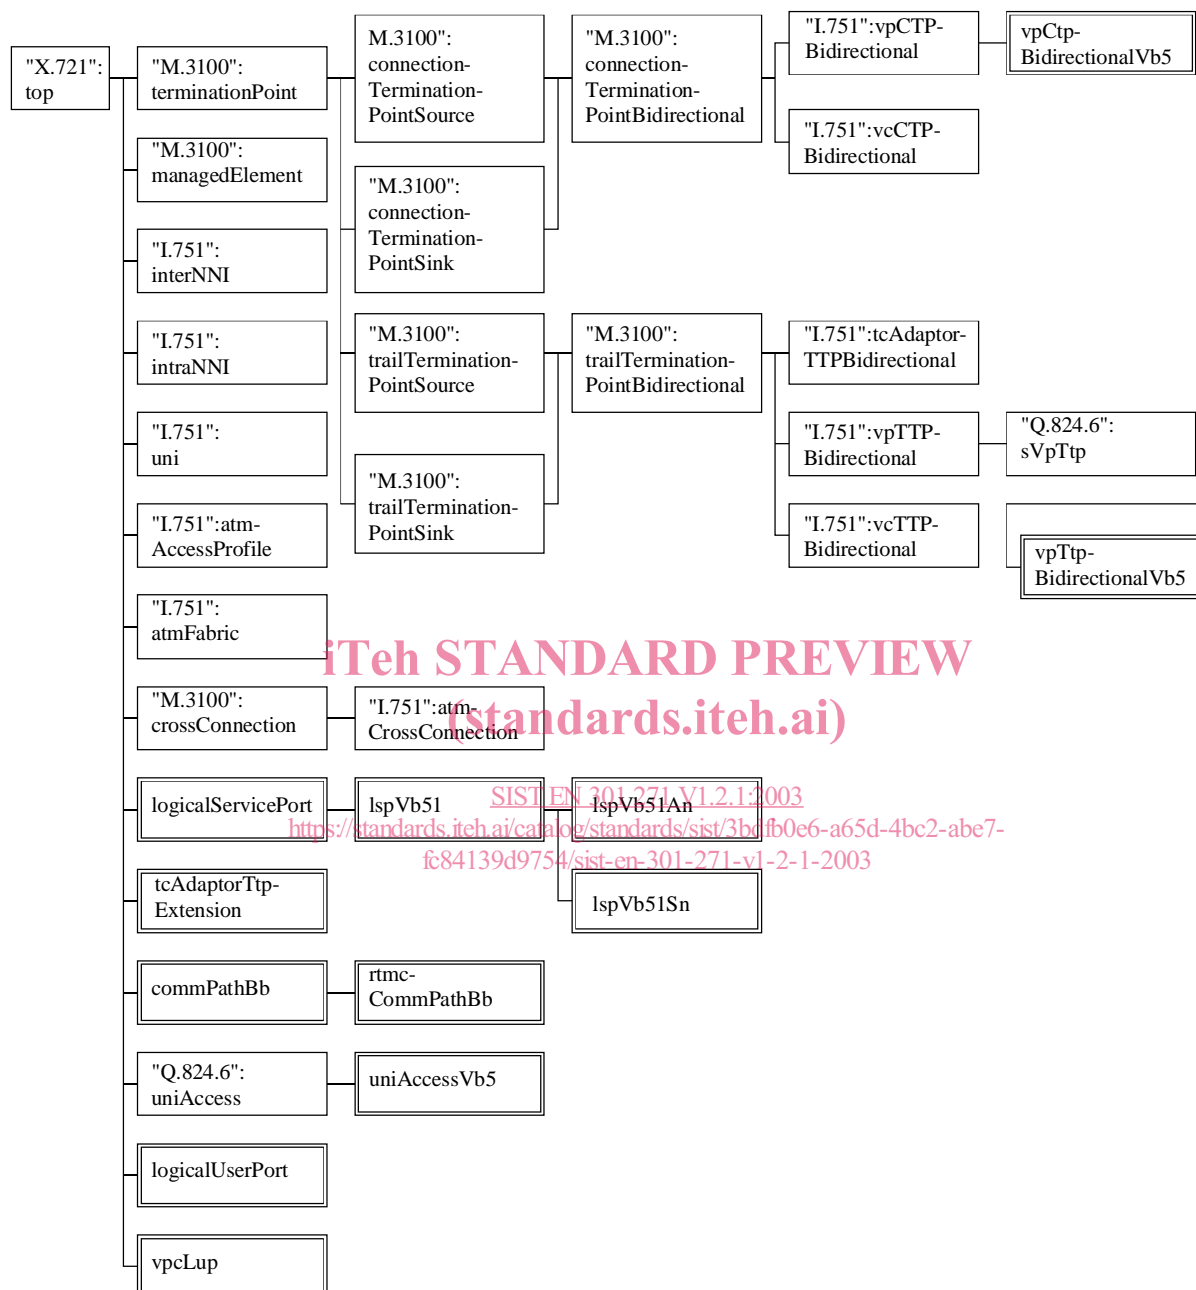 "X.721":
top
"M.3100":
terminationPoint
M.3100":
connection-
Termination-
PointSource
"M.3100":
connection-
Termination-
PointBidirectional
"I.751":vpCTP-
Bidirectional
vpCtp-
BidirectionalVb5
"I.751":vcCTP-
Bidirectional
"M.3100":
managedElement
"M.3100":
connection-
Termination-
PointSink
"I.751":
interNNI
"I.751":
intraNNI
"M.3100":
trailTermination-
PointSource
"M.3100":
trailTermination-
PointBidirectional
"I.751":tcAdaptor-
TTPBidirectional
"I.751":
uni
"I.751":vpTTP-
Bidirectional
"Q.824.6":
sVpTtp
"M.3100":
trailTermination-
PointSink
"I.751":atm-
AccessProfile
"I.751":vcTTP-
Bidirectional
vpTtp-
BidirectionalVb5
"I.751":
atmFabric
iTeh STANDARD PREVIEW
(standards.iteh.ai)
"M.3100":
crossConnection
"I.751":atm-
CrossConnection
logicalServicePort
lspVb51
lspVb51An
SIST EN 301 271 V1.2.1:2003
https://standards.iteh.ai/catalog/standards/sist/3bdfb0e6-a65d-4bc2-abe7-
fc84139d9754/sist-en-301-271-v1-2-1-2003
tcAdaptorTtp-
Extension
lspVb51Sn
commPathBb
rtmc-
CommPathBb
"Q.824.6":
uniAccess
uniAccessVb5
logicalUserPort
vpcLup